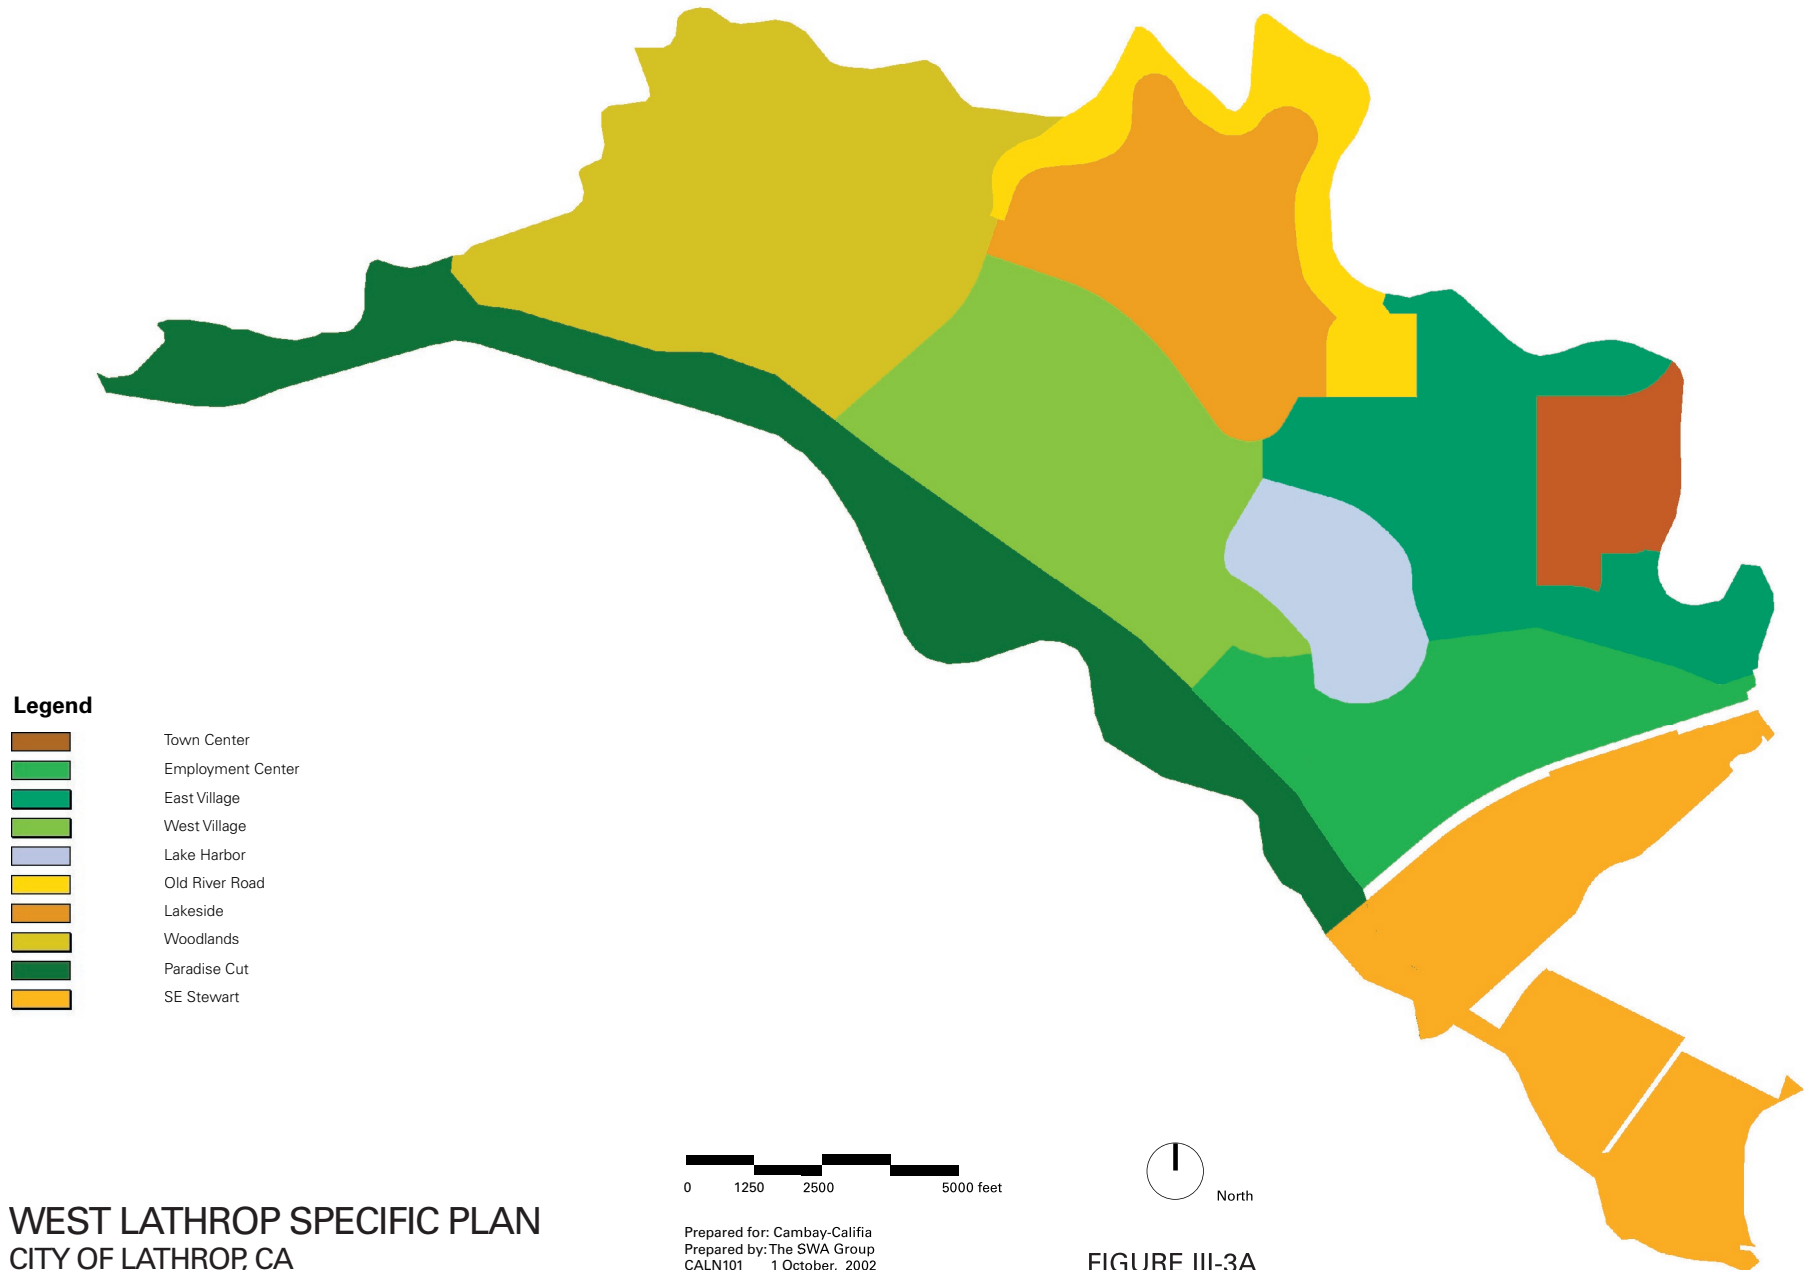 Legend
Town Center
Employment Center
East Village
West Village
Lake Harbor
Old River Road
Lakeside
Woodlands
Paradise Cut
SE Stewart
0 1250 2500 5000 feet
North
WEST LATHROP SPECIFIC PLAN
CITY OF LATHROP, CA
Prepared for: Cambay-Califia
Prepared by: The SWA Group
CALN101 1 October, 2002
FIGURE III-3A